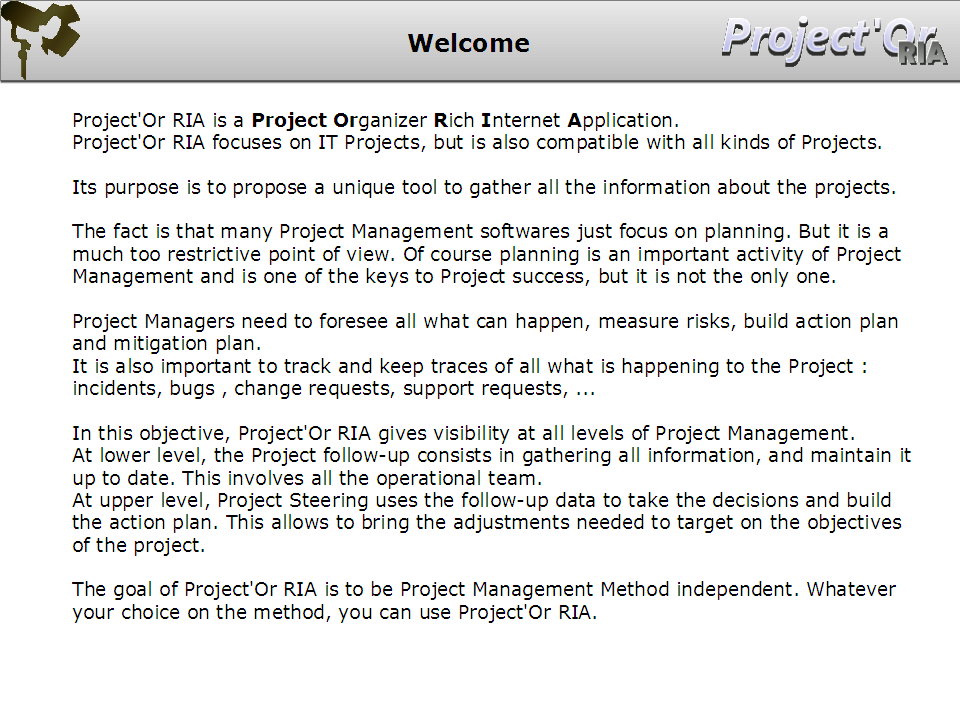 Welcome
Project'Or
RIA
Project'Or RIA is a Project Organizer Rich Internet Application.
Project'Or RIA focuses on IT Projects, but is also compatible with all kinds of Projects.
Its purpose is to propose a unique tool to gather all the information about the projects.
The fact is that many Project Management softwares just focus on planning. But it is a
much too restrictive point of view. Of course planning is an important activity of Project
Management and is one of the keys to Project success, but it is not the only one.
Project Managers need to foresee all what can happen, measure risks, build action plan
and mitigation plan.
It is also important to track and keep traces of all what is happening to the Project :
incidents, bugs , change requests, support requests, ...
In this objective, Project'Or RIA gives visibility at all levels of Project Management.
At lower level, the Project follow-up consists in gathering all information, and maintain it
up to date. This involves all the operational team.
At upper level, Project Steering uses the follow-up data to take the decisions and build
the action plan. This allows to bring the adjustments needed to target on the objectives
of the project.
The goal of Project'Or RIA is to be Project Management Method independent. Whatever
your choice on the method, you can use Project'Or RIA.